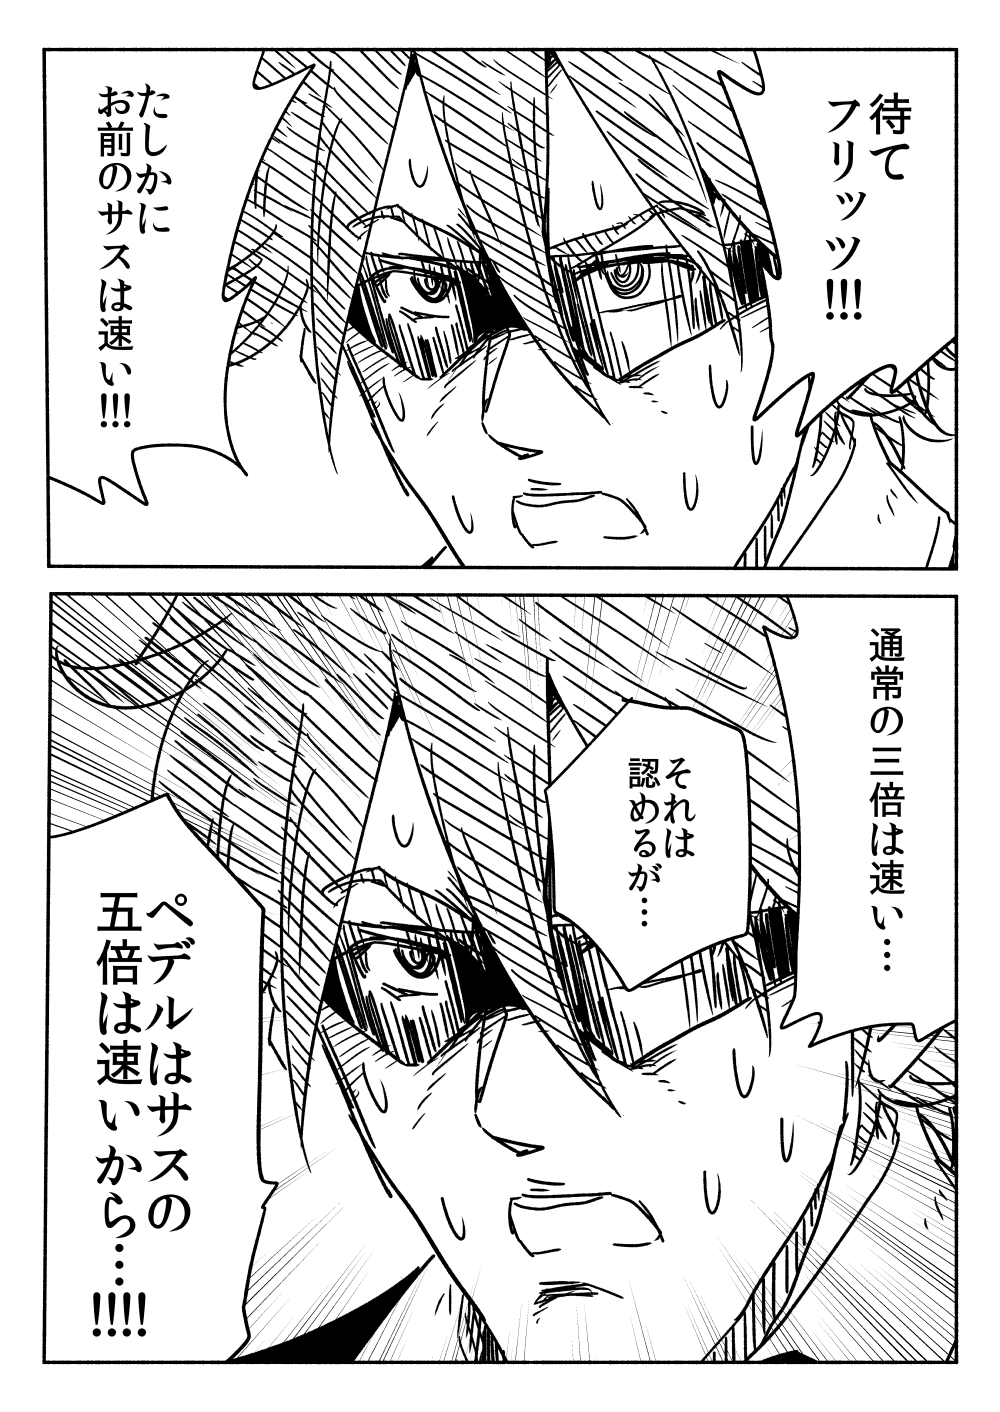 待て
フリッツ!!!
たしかに
お前のサスは速い!!!
通常の三倍は速い…
それは
認めるが…
ペデルはサスの
五倍は速いから…!!!!